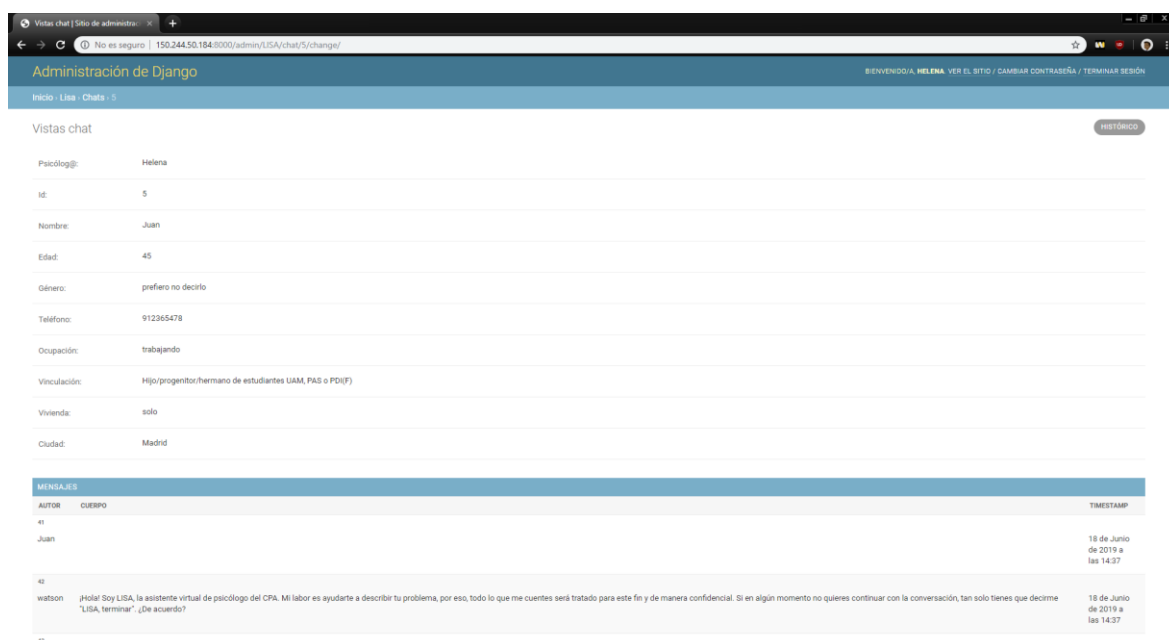 Vistas chat | Sitio de administrac
No es seguro | 150.244.50.184:8000/admin/LISA/chat/5/change/
Administración de Django
BIENVENIDO/A, HELENA. VER EL SITIO / CAMBIAR CONTRASEÑA / TERMINAR SESIÓN
Inicio › Lisa › Chats › 5
Vistas chat
HISTÓRICO
Psicólog@: Helena
Id: 5
Nombre: Juan
Edad: 45
Género: prefiero no decirlo
Teléfono: 912365478
Ocupación: trabajando
Vinculación: Hijo/progenitor/hermano de estudiantes UAM, PAS o PDI(F)
Vivienda: solo
Ciudad: Madrid
MENSAJES
AUTOR CUERPO TIMESTAMP
41
Juan 18 de Junio
de 2019 a
las 14:37
42
watson ¡Hola! Soy LISA, la asistente virtual de psicólogo del CPA. Mi labor es ayudarte a describir tu problema, por eso, todo lo que me cuentes será tratado para este fin y de manera confidencial. Si en algún momento no quieres continuar con la conversación, tan solo tienes que decirme 18 de Junio
"LISA, terminar". ¿De acuerdo? de 2019 a
las 14:37